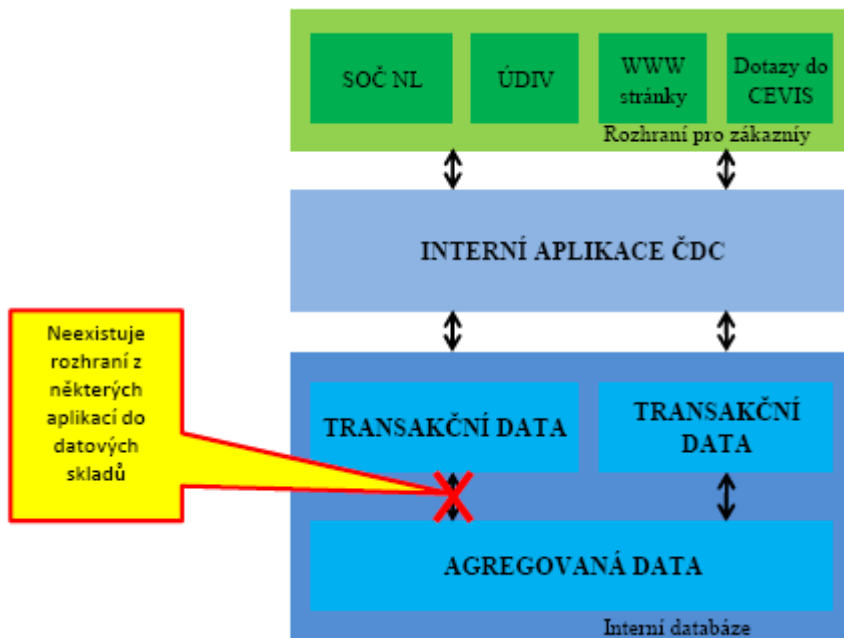 SOČ NL
ÚDIV
WWW
stránky
Dotazy do
CEVIS
Rozhraní pro zákazníy
INTERNÍ APLIKACE ČDC
Neexistuje
rozhraní z
některých
aplikací do
datových
skladů
TRANSAKČNÍ DATA
TRANSAKČNÍ
DATA
AGREGOVANÁ DATA
Interní databáze